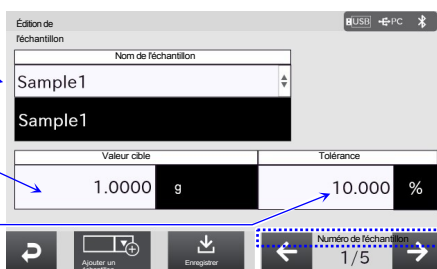 Édition de
l'échantillon
USB PC
Nom de l'échantillon
Sample1
Sample1
Valeur cible
Tolérance
1.0000 g
10.000 %
Ajouter un
échantillon
Enregistrer
Numéro de l'échantillon
1/5